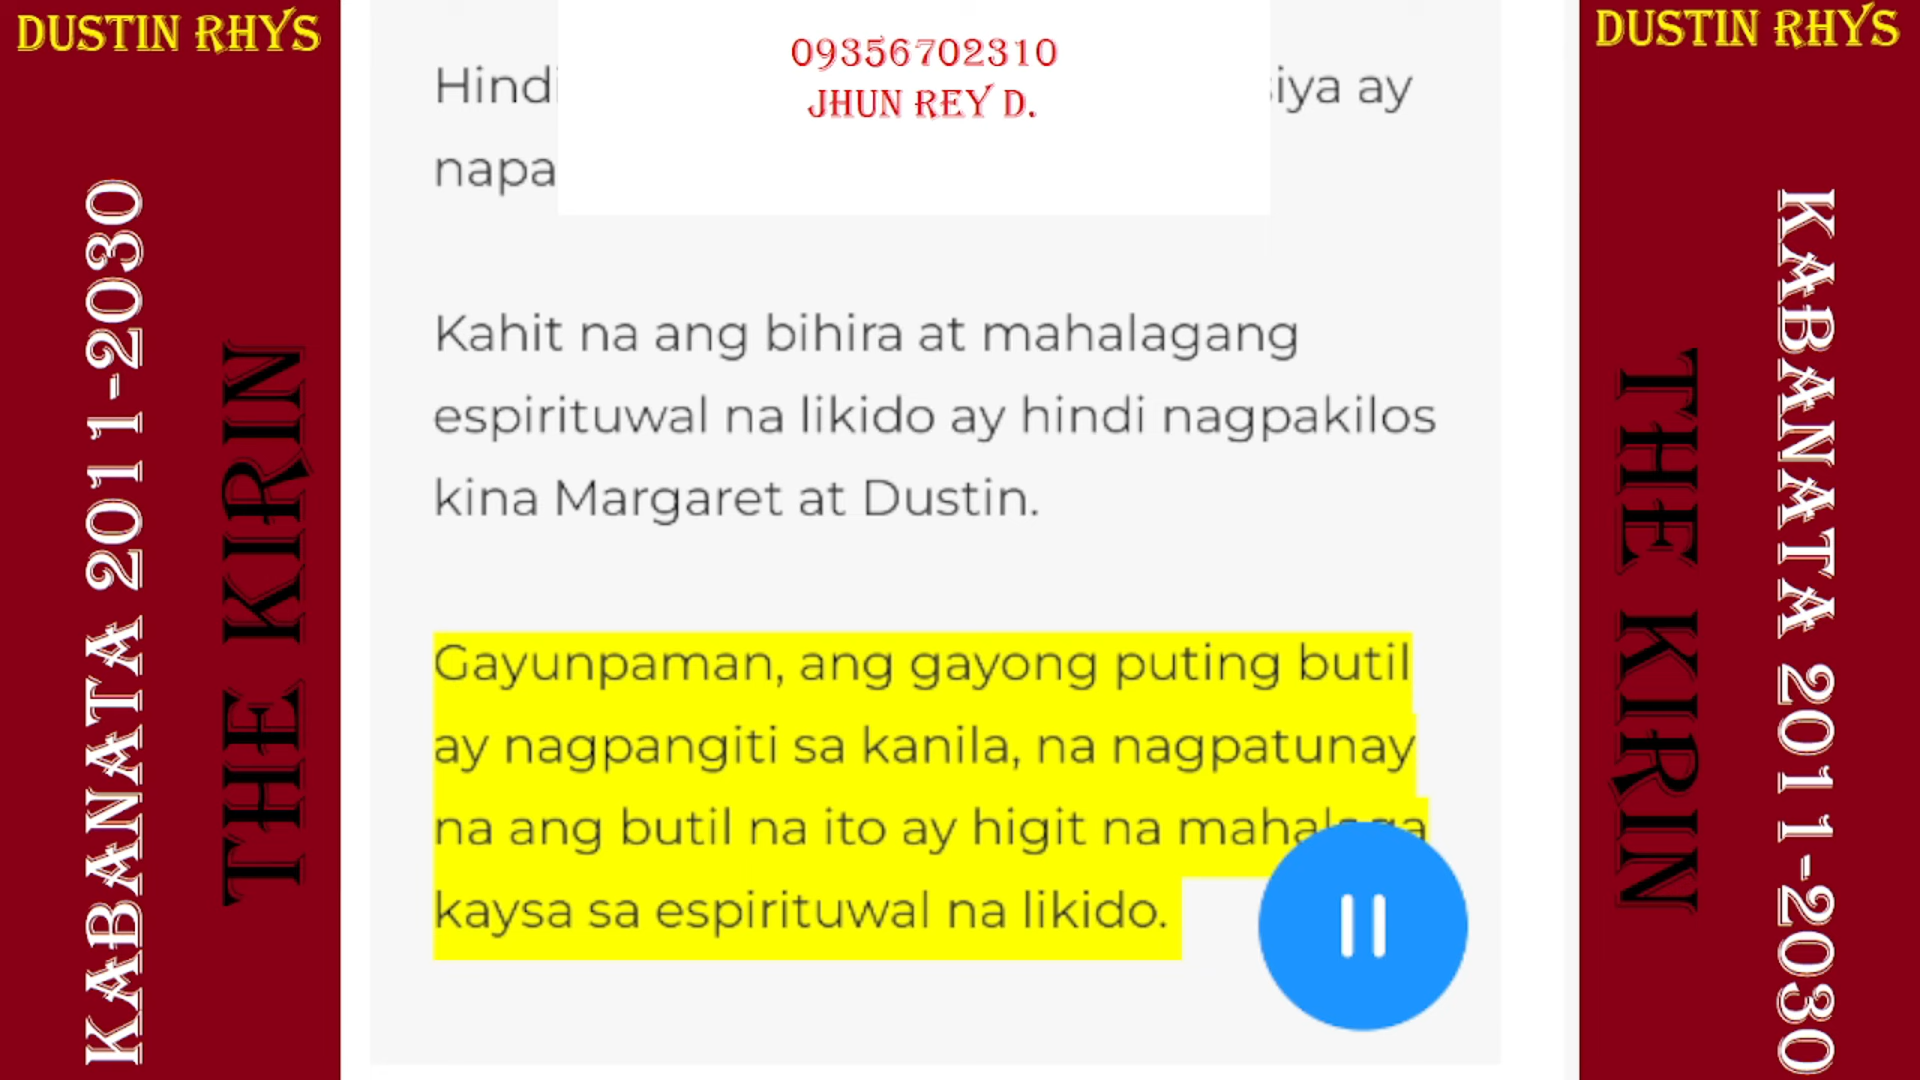 DUSTIN RHYS
KABANATA 2011-2030
THE KIRIN
09356702310
JHUN REY D.
Hindi
siya ay
napa
Kahit na ang bihira at mahalagang
espirituwal na likido ay hindi nagpakilos
kina Margaret at Dustin.
Gayunpaman, ang gayong puting butil
ay nagpangiti sa kanila, na nagpatunay
na ang butil na ito ay higit na mahalaga
kaysa sa espirituwal na likido.
DUSTIN RHYS
THE KIRIN
KABANATA 2011-2030